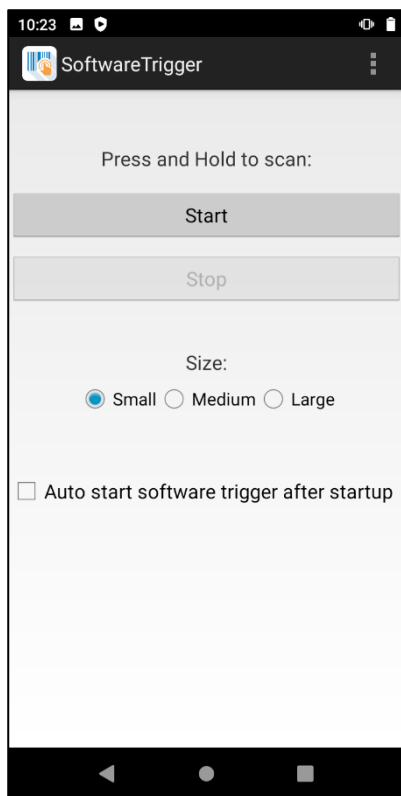 10:23
SoftwareTrigger
Press and Hold to scan:
Start
Stop
Size:
Small Medium Large
Auto start software trigger after startup